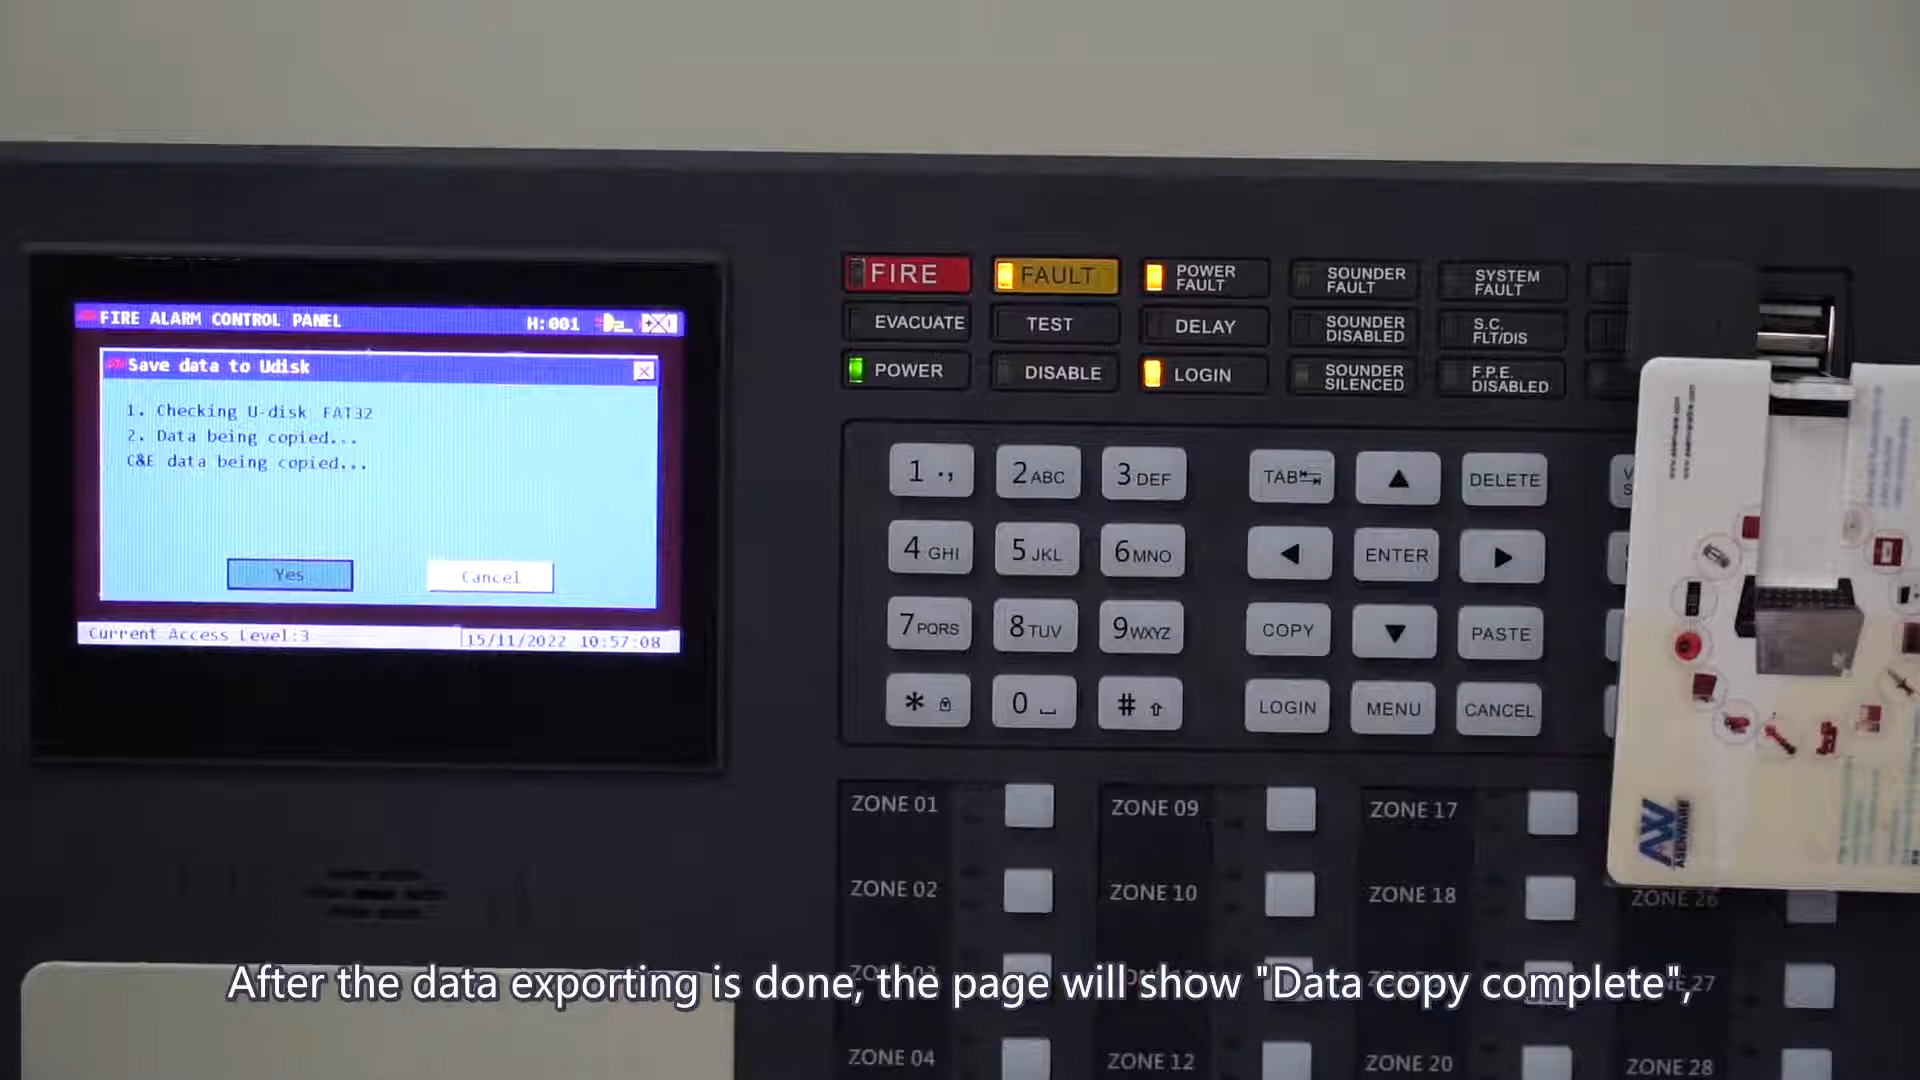 FIRE ALARM CONTROL PANEL H:001
Save data to Udisk
1. Checking U-disk FAT32
2. Data being copied...
C&E data being copied...
Yes
Cancel
Current Access Level:3
15/11/2022 10:57:08
FIRE
FAULT
POWER
FAULT
SOUNDER
FAULT
SYSTEM
FAULT
EVACUATE
TEST
DELAY
SOUNDER
DISABLED
S.C.
FLT/DIS
POWER
DISABLE
LOGIN
SOUNDER
SILENCED
F.P.E.
DISABLED
1 .,
2 ABC
3 DEF
TAB
▲
DELETE
4 GHI
5 JKL
6 MNO
◀
ENTER
▶
7 PQRS
8 TUV
9 WXYZ
COPY
▼
PASTE
*
0
# ⇧
LOGIN
MENU
CANCEL
ASENWARE
ZONE 01
ZONE 09
ZONE 17
ZONE 02
ZONE 10
ZONE 18
ZONE 26
After the data exporting is done, the page will show "Data copy complete",
27
ZONE 04
ZONE 12
ZONE 20
ZONE 28